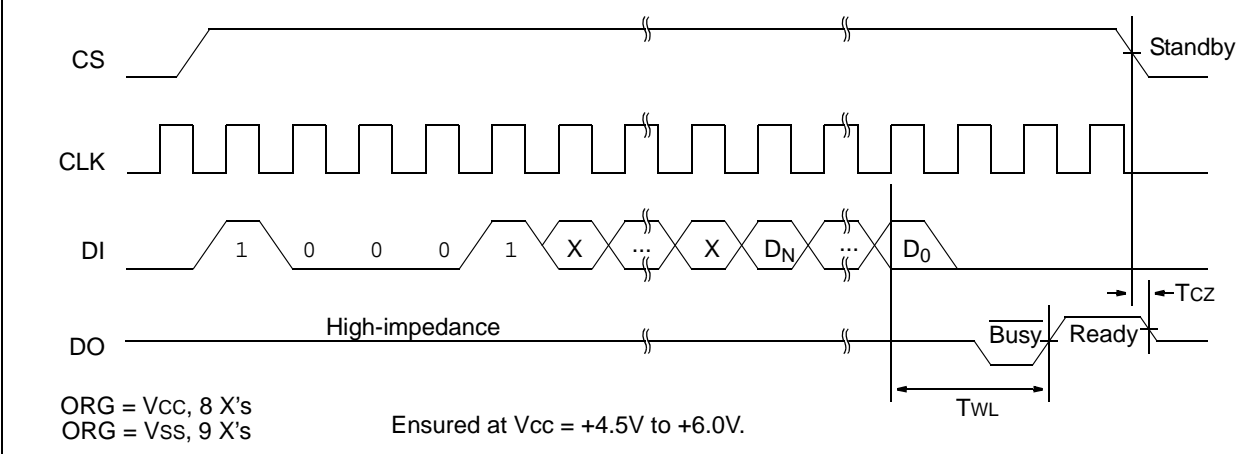 CS
Standby
CLK
DI 1 0 0 0 1 X ... X DN ... D0
TCZ
DO High-impedance Busy Ready
TWL
ORG = VCC, 8 X's
ORG = VSS, 9 X's
Ensured at Vcc = +4.5V to +6.0V.